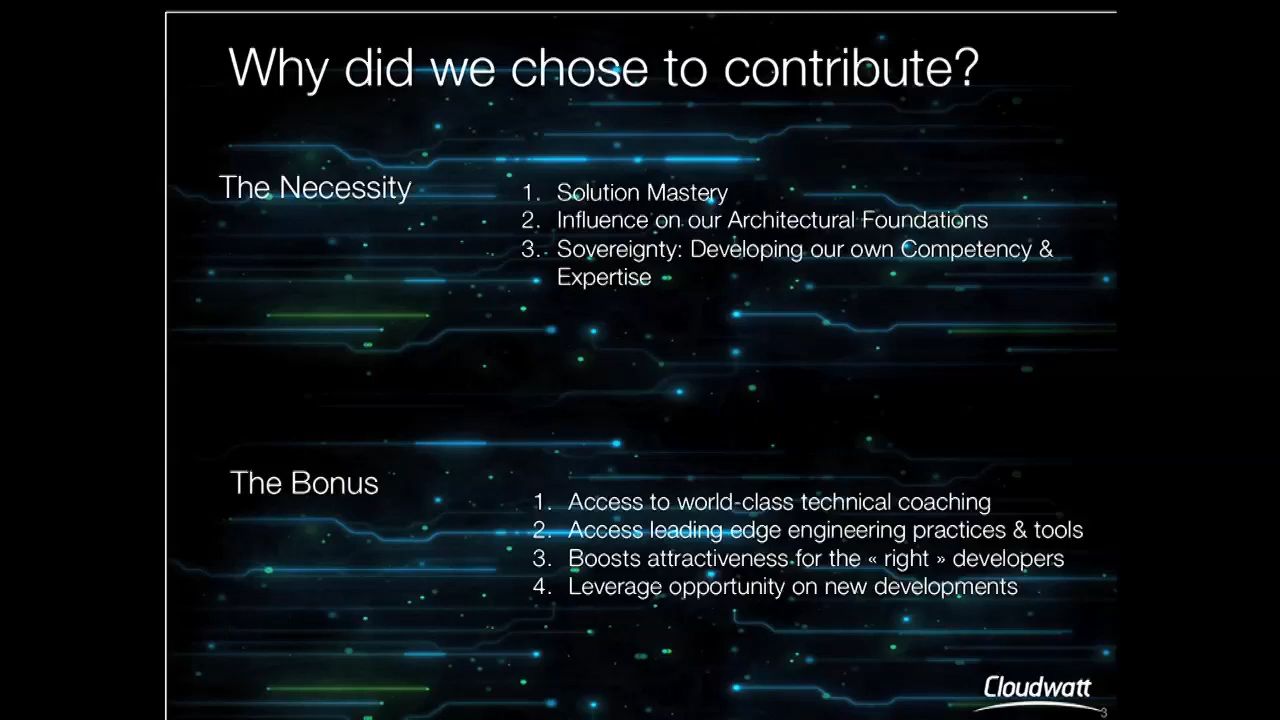 Why did we chose to contribute?
The Necessity
1. Solution Mastery
2. Influence on our Architectural Foundations
3. Sovereignty: Developing our own Competency &
Expertise
The Bonus
1. Access to world-class technical coaching
2. Access leading edge engineering practices & tools
3. Boosts attractiveness for the « right » developers
4. Leverage opportunity on new developments
Cloudwatt
3